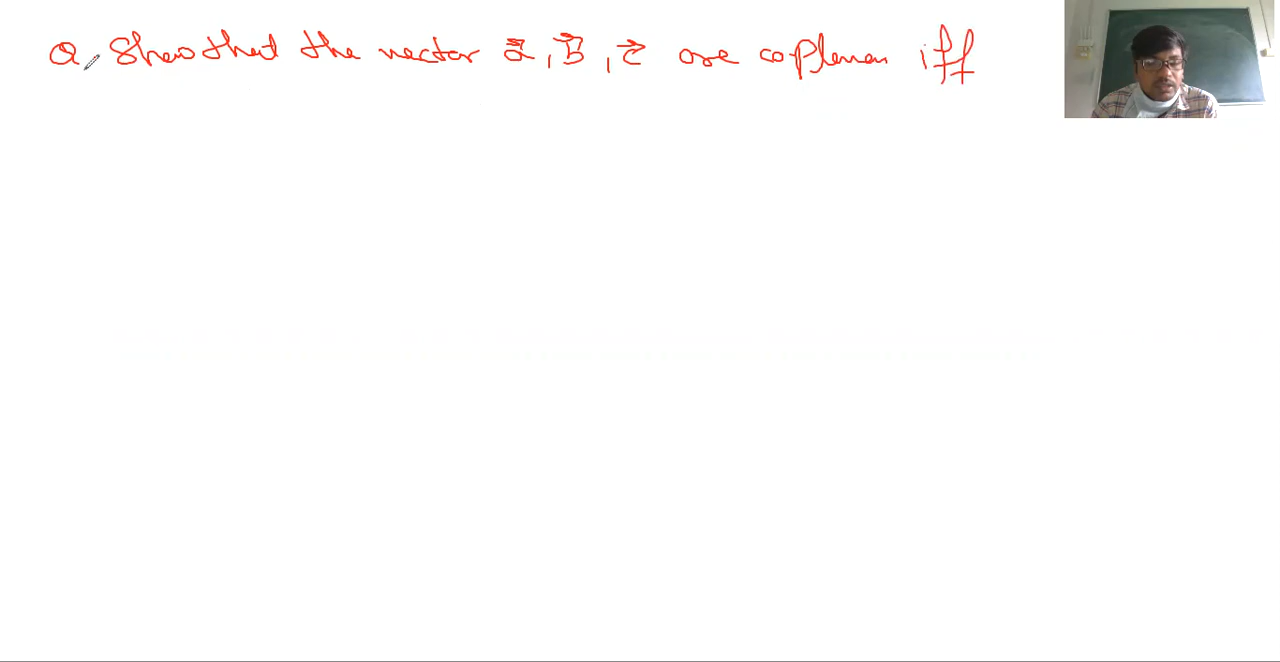 Q. Show that the vector a⃗, b⃗, c⃗ are coplanar iff